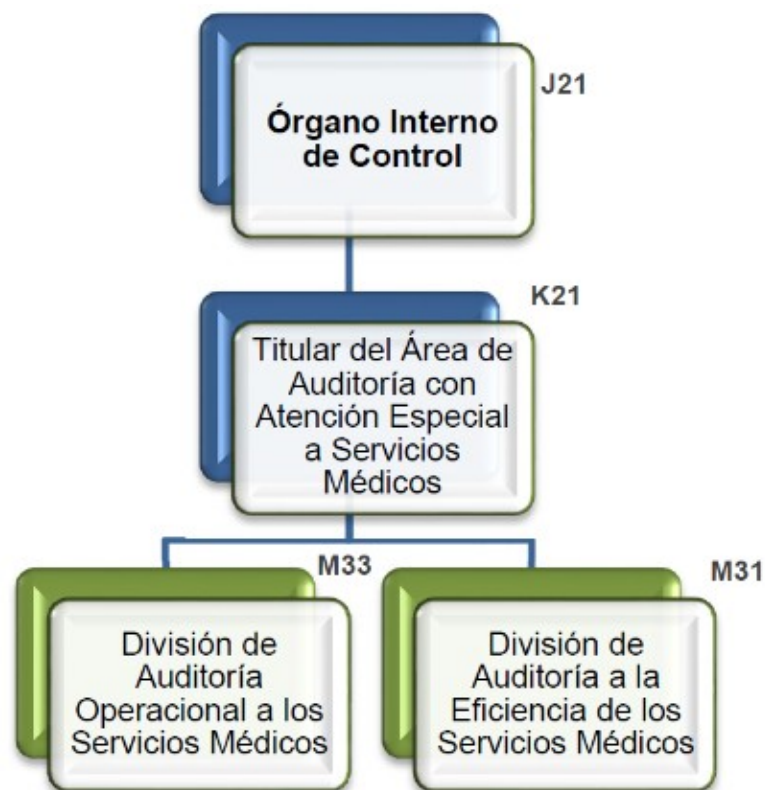 J21
Órgano Interno
de Control
K21
Titular del Área de
Auditoría con
Atención Especial
a Servicios
Médicos
M33
División de
Auditoría
Operacional a los
Servicios Médicos
M31
División de
Auditoría a la
Eficiencia de los
Servicios Médicos